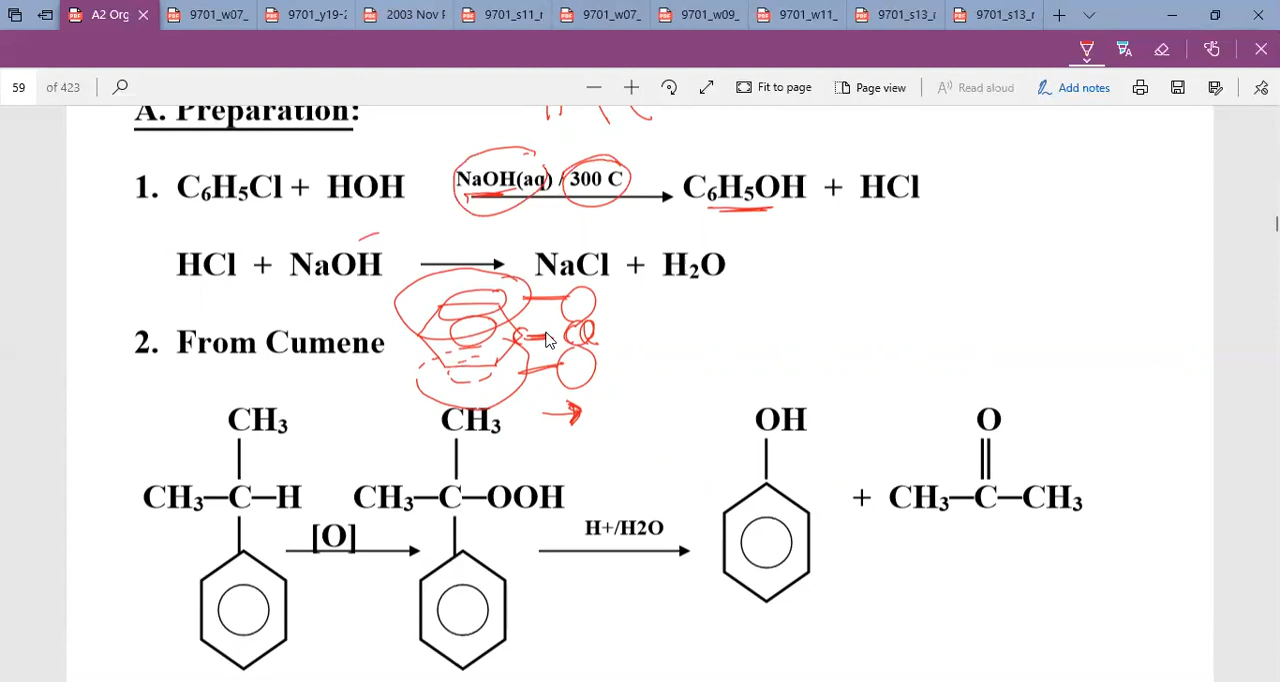 A2 Org
9701_w07_
9701_y19-2
2003 Nov F
9701_s11_r
9701_w07_
9701_w09_
9701_w11_
9701_s13_r
9701_s13_r
59 of 423
Fit to page
Page view
Read aloud
Add notes
A. Preparation:
1. C₆H₅Cl + HOH NaOH(aq) / 300 C C₆H₅OH + HCl
HCl + NaOH NaCl + H₂O
2. From Cumene
CH₃ CH₃ OH O
CH₃—C—H CH₃—C—OOH + CH₃—C—CH₃
[O] H+/H2O